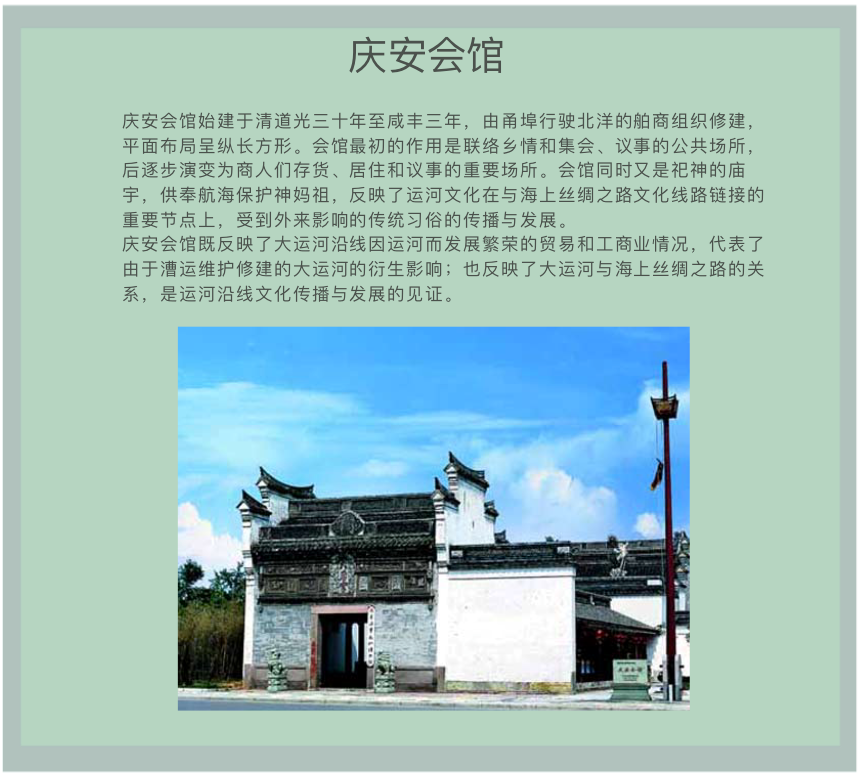 庆安会馆
庆安会馆始建于清道光三十年至咸丰三年，由甬埠行驶北洋的舶商组织修建，
平面布局呈纵长方形。会馆最初的作用是联络乡情和集会、议事的公共场所，
后逐步演变为商人们存货、居住和议事的重要场所。会馆同时又是祀神的庙
宇，供奉航海保护神妈祖，反映了运河文化在与海上丝绸之路文化线路链接的
重要节点上，受到外来影响的传统习俗的传播与发展。
庆安会馆既反映了大运河沿线因运河而发展繁荣的贸易和工商业情况，代表了
由于漕运维护修建的大运河的衍生影响；也反映了大运河与海上丝绸之路的关
系，是运河沿线文化传播与发展的见证。